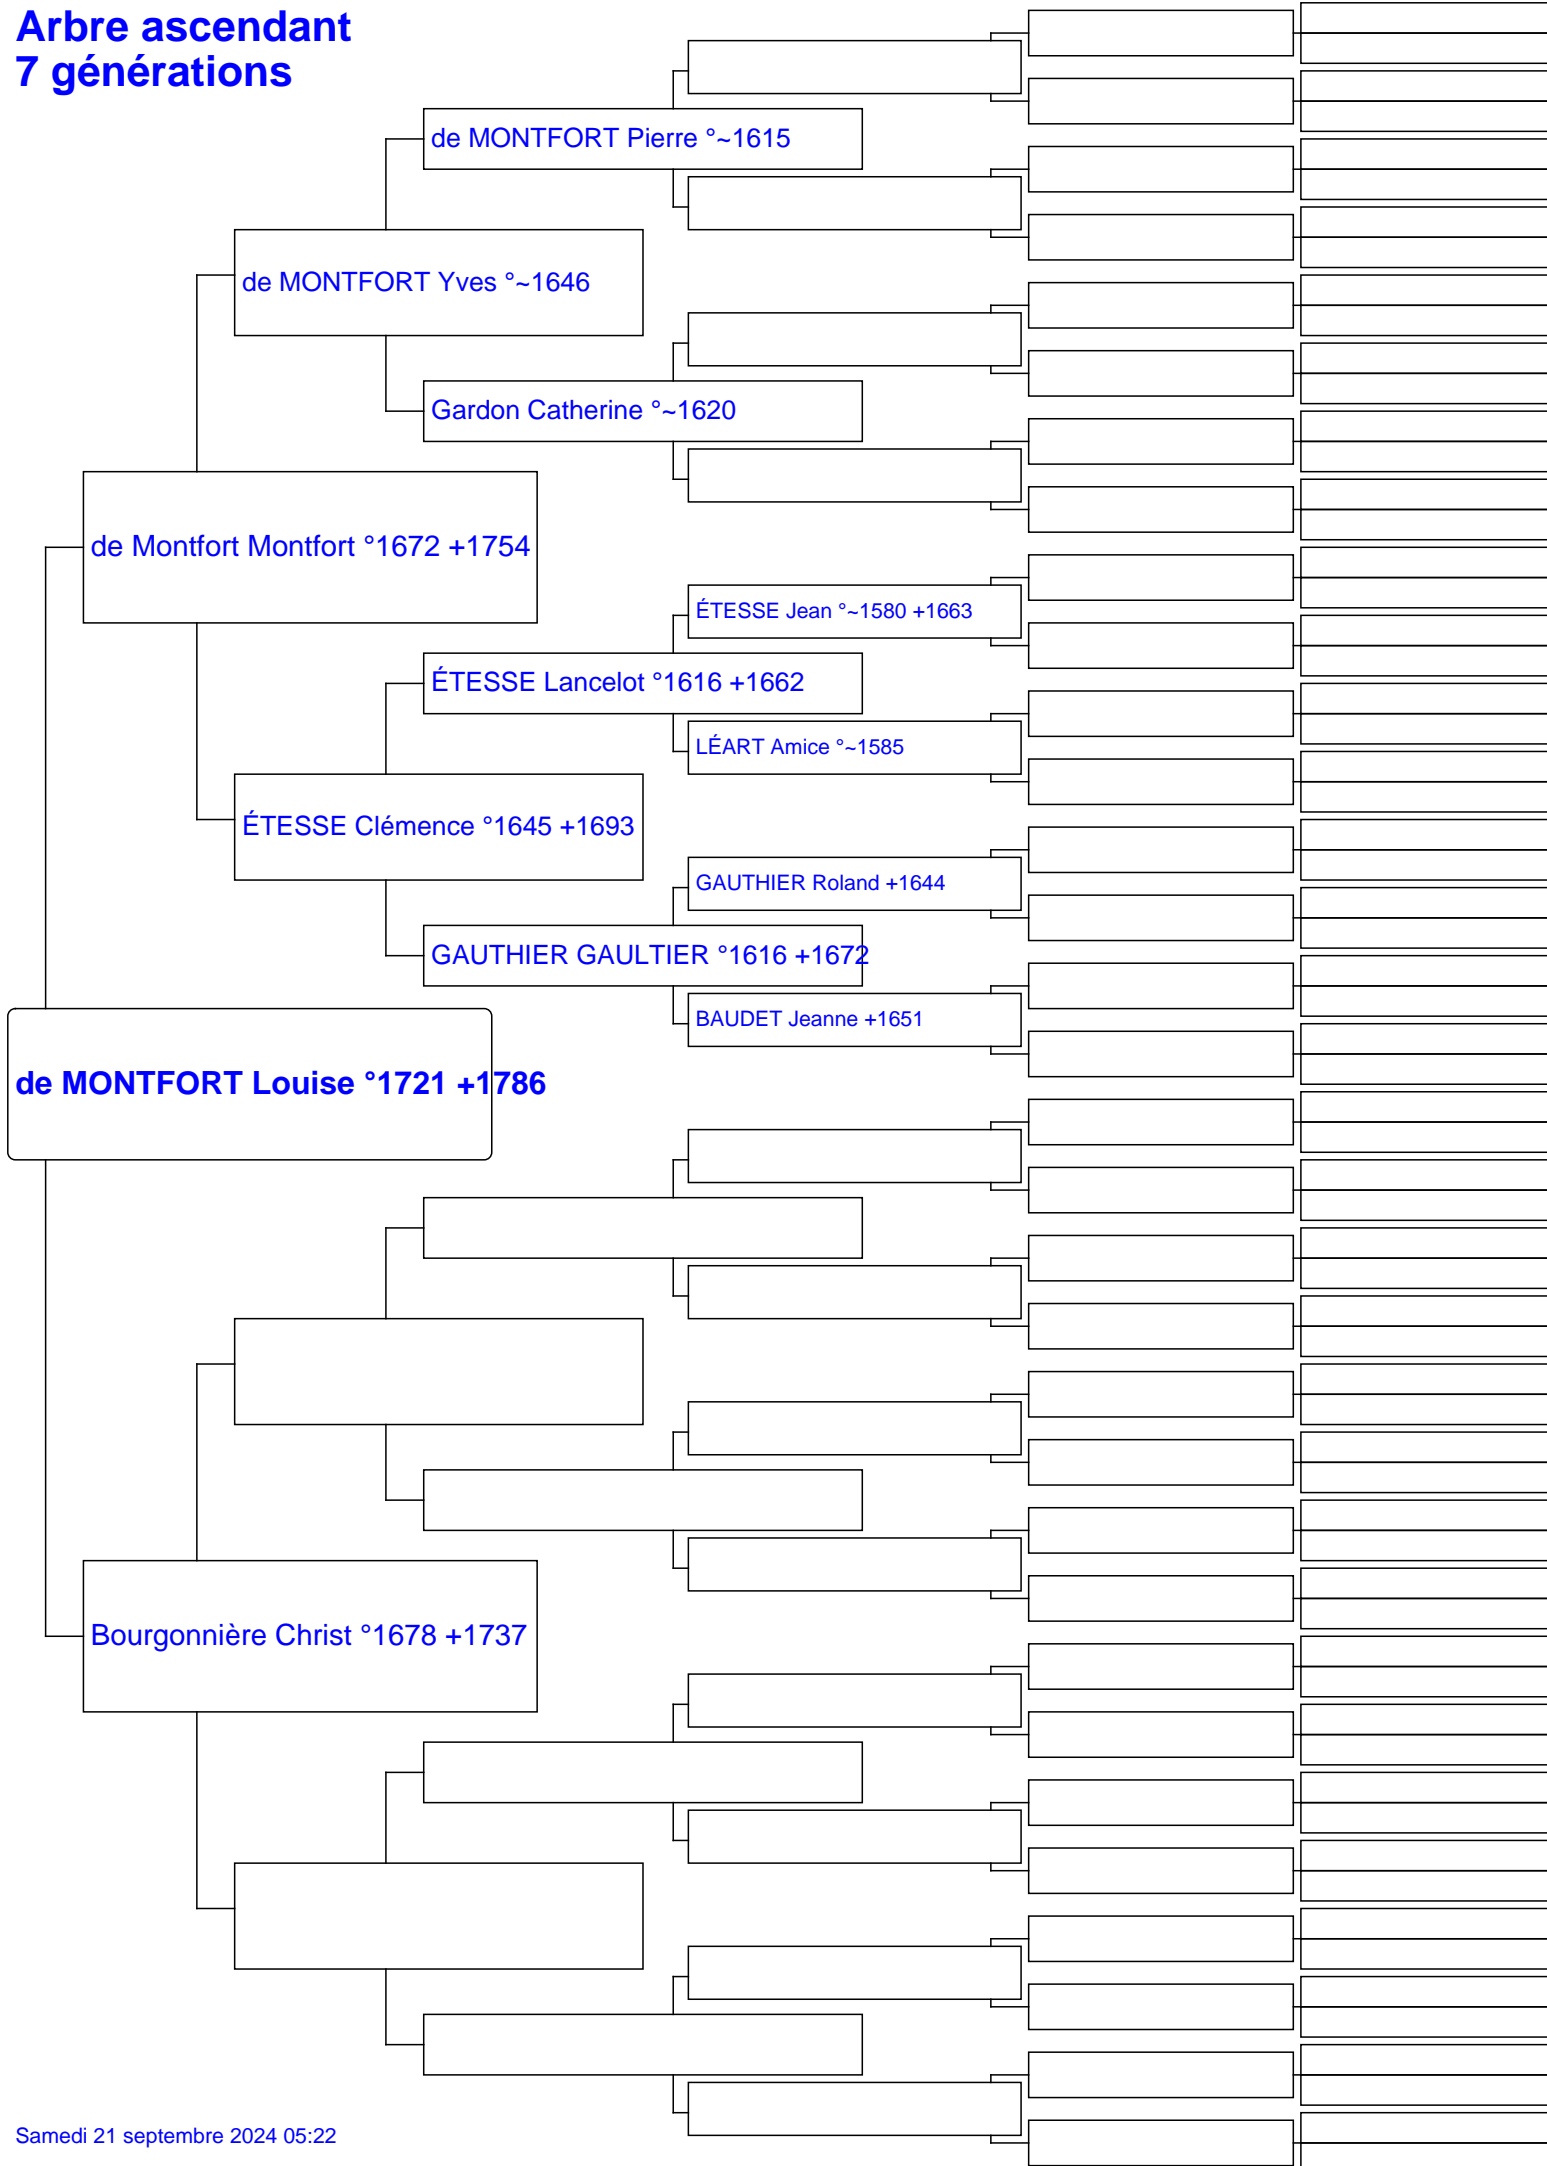 Arbre ascendant
7 générations
de MONTFORT Pierre °~1615
de MONTFORT Yves °~1646
Gardon Catherine °~1620
de Montfort Montfort °1672 +1754
ÉTESSE Jean °~1580 +1663
ÉTESSE Lancelot °1616 +1662
LÉART Amice °~1585
ÉTESSE Clémence °1645 +1693
GAUTHIER Roland +1644
GAUTHIER GAULTIER °1616 +1672
BAUDET Jeanne +1651
de MONTFORT Louise °1721 +1786
Bourgonnière Christ °1678 +1737
Samedi 21 septembre 2024 05:22